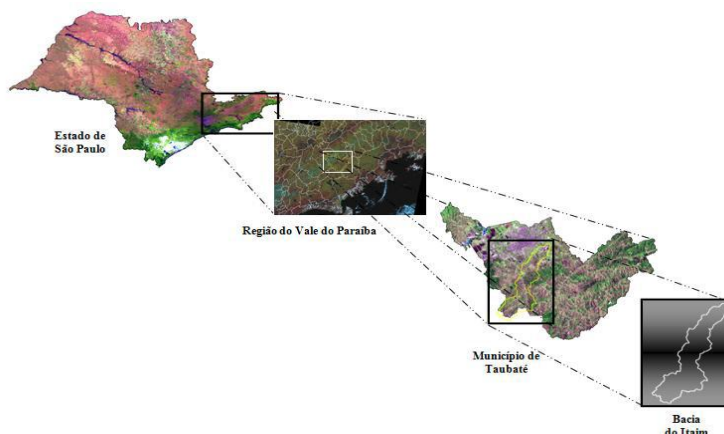 Estado de
São Paulo
Região do Vale do Paraíba
Município de
Taubaté
Bacia
do Itaim